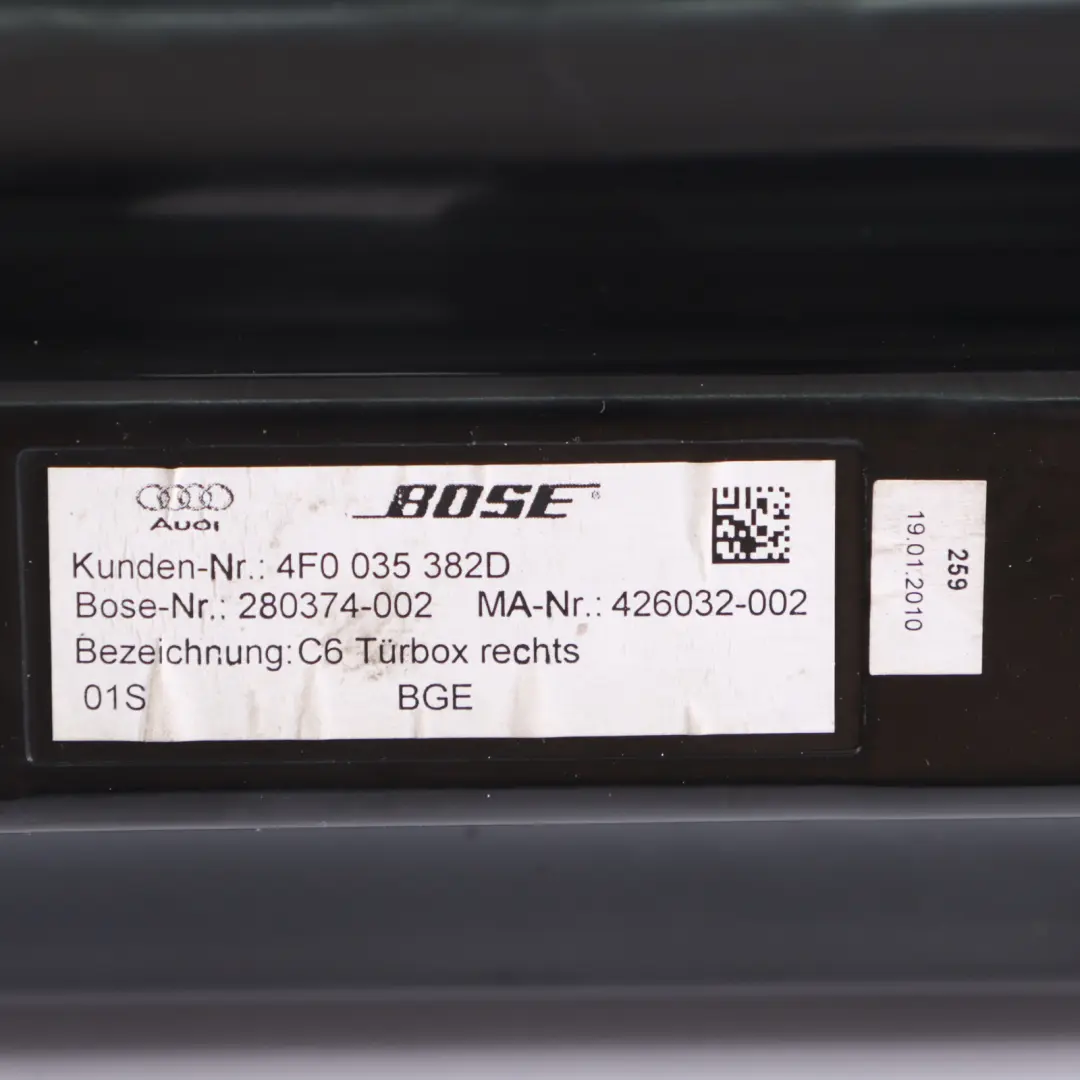 Audi
BOSE®
Kunden-Nr.: 4F0 035 382D
Bose-Nr.: 280374-002 MA-Nr.: 426032-002
Bezeichnung: C6 Türbox rechts
01S BGE
259
19.01.2010